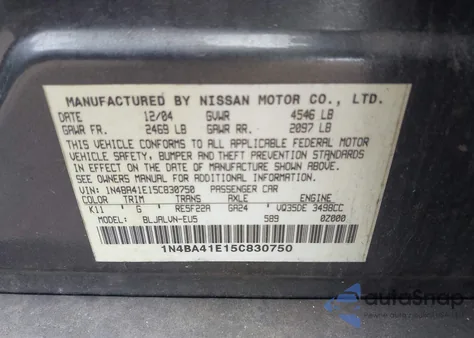 MANUFACTURED BY NISSAN MOTOR CO., LTD.
DATE 12/04 GVWR 4546 LB
GAWR FR. 2469 LB GAWR RR. 2097 LB
THIS VEHICLE CONFORMS TO ALL APPLICABLE FEDERAL MOTOR
VEHICLE SAFETY, BUMPER AND THEFT PREVENTION STANDARDS
IN EFFECT ON THE DATE OF MANUFACTURE SHOWN ABOVE.
SEE OWNERS MANUAL FOR MORE INFORMATION
VIN: 1N4BA41E15C830750 PASSENGER CAR
COLOR TRIM TRANS AXLE ENGINE
K11 G RE5F22A GA24 VQ35DE 3498CC
MODEL BLJALVN-EUS 589 0Z000
1N4BA41E15C830750
autoSnap